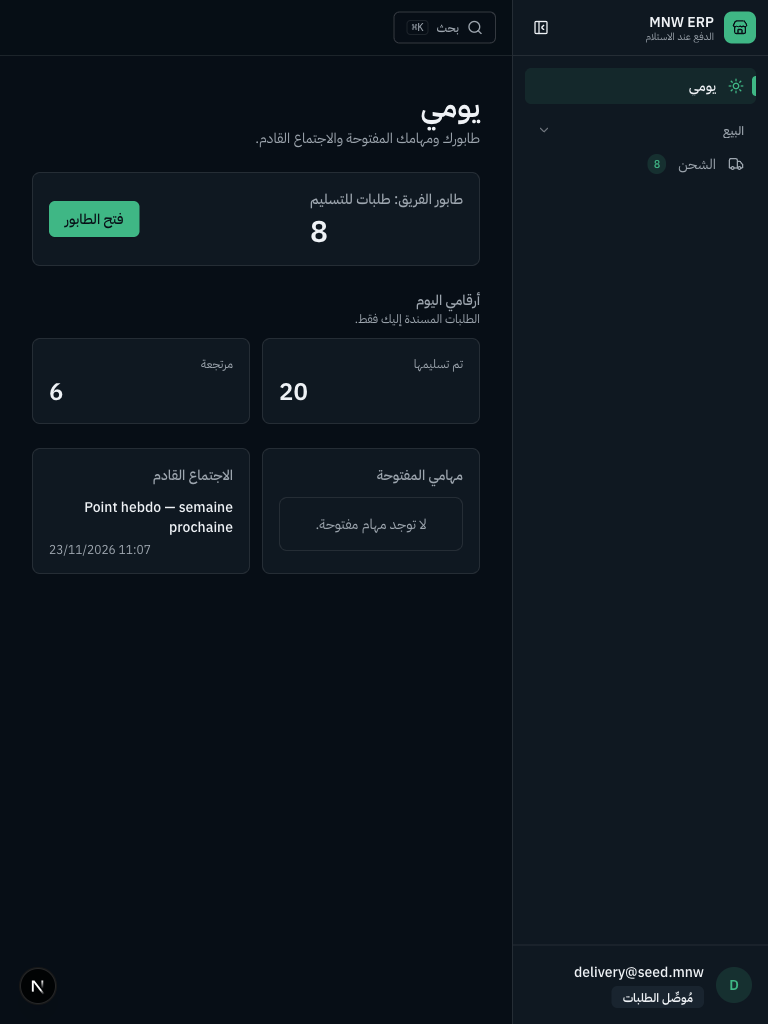 MNW ERP
الدفع عند الاستلام
يومي
البيع
الشحن 8
delivery@seed.mnw
D
مُوصِّل الطلبات
بحث ⌘K
يومي
طابورك ومهامك المفتوحة والاجتماع القادم.
طابور الفريق: طلبات للتسليم
8
فتح الطابور
أرقامي اليوم
الطلبات المسندة إليك فقط.
تم تسليمها
20
مرتجعة
6
مهامي المفتوحة
لا توجد مهام مفتوحة.
الاجتماع القادم
Point hebdo — semaine
prochaine
23/11/2026 11:07
N